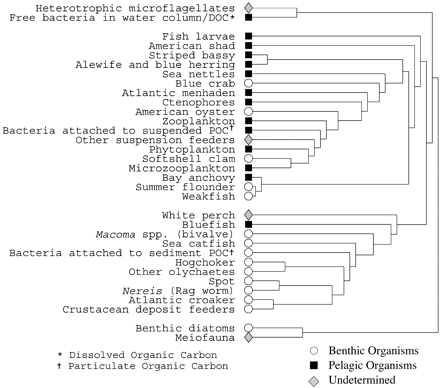 Heterotrophic microflagellates
Free bacteria in water column/DOC*
Fish larvae
American shad
Striped bassy
Alewife and blue herring
Sea nettles
Blue crab
Atlantic menhaden
Ctenophores
American oyster
Zooplankton
Bacteria attached to suspended POC†
Other suspension feeders
Phytoplankton
Softshell clam
Microzooplankton
Bay anchovy
Summer flounder
Weakfish
White perch
Bluefish
Macoma spp. (bivalve)
Sea catfish
Bacteria attached to sediment POC†
Hogchoker
Other olychaetes
Spot
Nereis (Rag worm)
Atlantic croaker
Crustacean deposit feeders
Benthic diatoms
Meiofauna
* Dissolved Organic Carbon
† Particulate Organic Carbon
Benthic Organisms
Pelagic Organisms
Undetermined